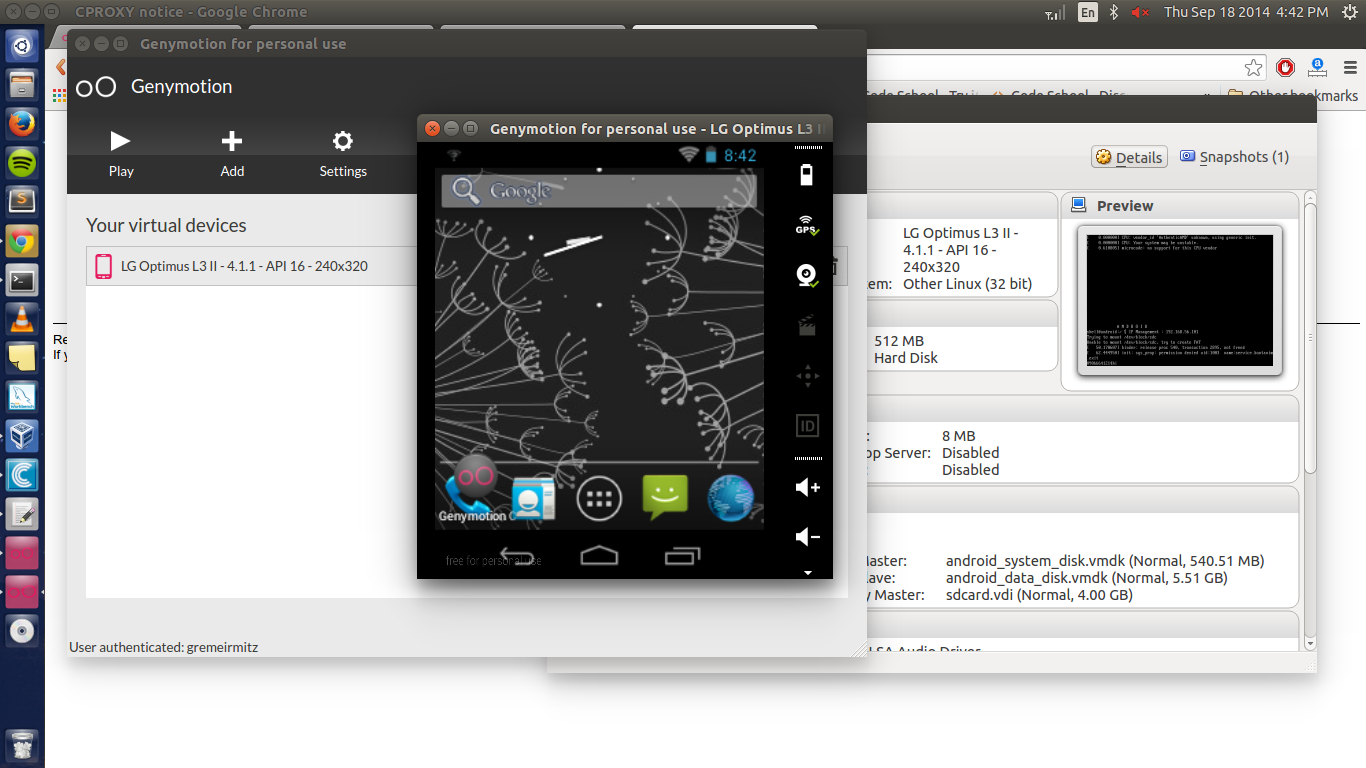 CPROXY notice - Google Chrome
En
Thu Sep 18 2014 4:42 PM
Genymotion for personal use
Genymotion
Play
Add
Settings
Your virtual devices
LG Optimus L3 II - 4.1.1 - API 16 - 240x320
User authenticated: gremeirmitz
Genymotion for personal use - LG Optimus L3 II
8:42
Google
GPS
ID
Genymotion
free for personal use
Code School - Try
Code School - Disc
Other bookmarks
Details
Snapshots (1)
Preview
LG Optimus L3 II -
4.1.1 - API 16 -
240x320
em:
Other Linux (32 bit)
512 MB
Hard Disk
8 MB
op Server:
Disabled
Disabled
aster:
android_system_disk.vmdk (Normal, 540.51 MB)
ave:
android_data_disk.vmdk (Normal, 5.51 GB)
y Master:
sdcard.vdi (Normal, 4.00 GB)
LSA Audio Driver
Re
If y